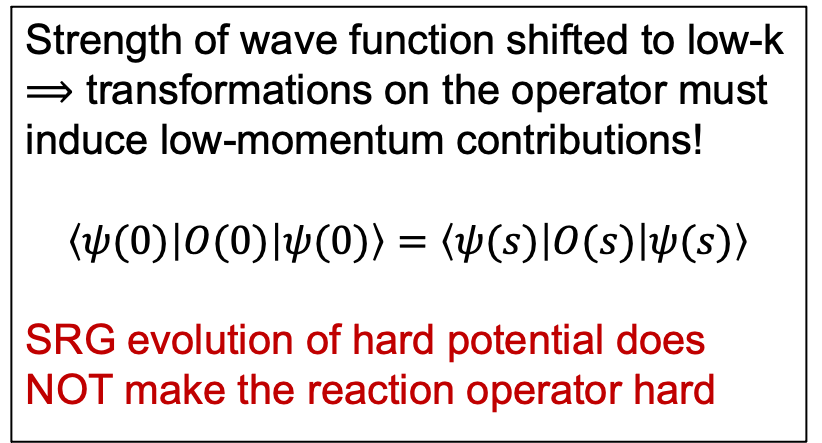 Strength of wave function shifted to low-k
⟹ transformations on the operator must
induce low-momentum contributions!
⟨𝜓(0)|𝑂(0)|𝜓(0)⟩ = ⟨𝜓(𝑠)|𝑂(𝑠)|𝜓(𝑠)⟩
SRG evolution of hard potential does
NOT make the reaction operator hard